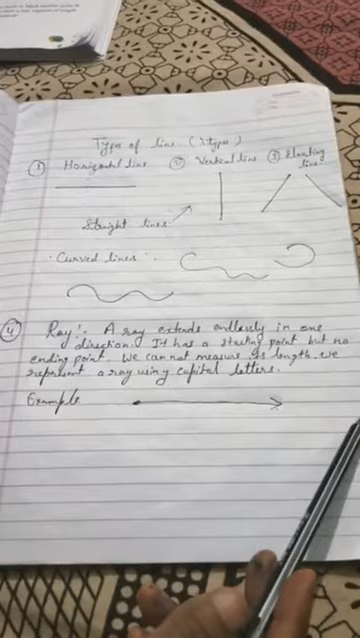 Types of line (3types)
① Horizontal line ② Vertical line ③ Slanting line
Straight lines
Curved lines
④ Ray:- A ray extends endlessly in one
direction. It has a starting point but no
ending point. We can not measure its length. We
represent a ray using capital letters.
Example